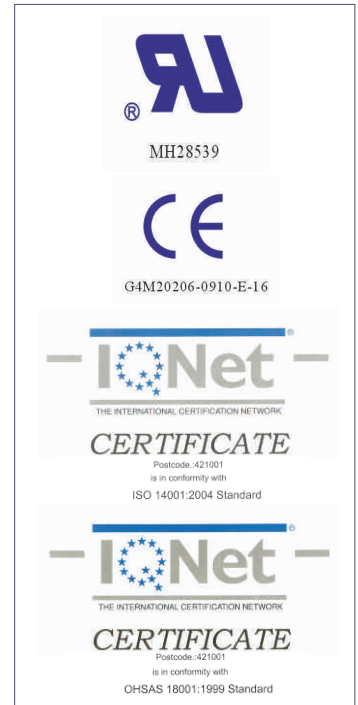 RU
®
MH28539
CE
G4M20206-0910-E-16
IQNet ®
THE INTERNATIONAL CERTIFICATION NETWORK
CERTIFICATE
Postcode.:421001
is in conformity with
ISO 14001:2004 Standard
IQNet ®
THE INTERNATIONAL CERTIFICATION NETWORK
CERTIFICATE
Postcode.:421001
is in conformity with
OHSAS 18001:1999 Standard